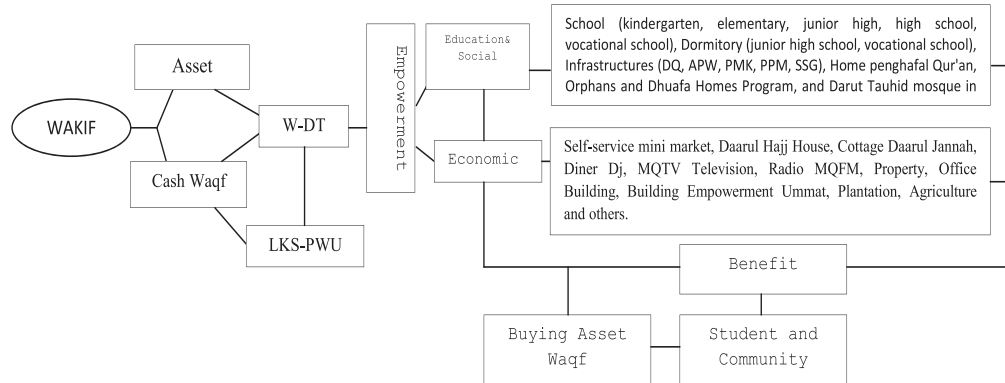 WAKIF
Asset
Cash Waqf
W-DT
LKS-PWU
Empowerment
Education&
Social
Economic
School (kindergarten, elementary, junior high, high school,
vocational school), Dormitory (junior high school, vocational school),
Infrastructures (DQ, APW, PMK, PPM, SSG), Home penghafal Qur'an,
Orphans and Dhuafa Homes Program, and Darut Tauhid mosque in
Self-service mini market, Daarul Hajj House, Cottage Daarul Jannah,
Diner Dj, MQTV Television, Radio MQFM, Property, Office
Building, Building Empowerment Ummat, Plantation, Agriculture
and others.
Benefit
Buying Asset
Waqf
Student and
Community